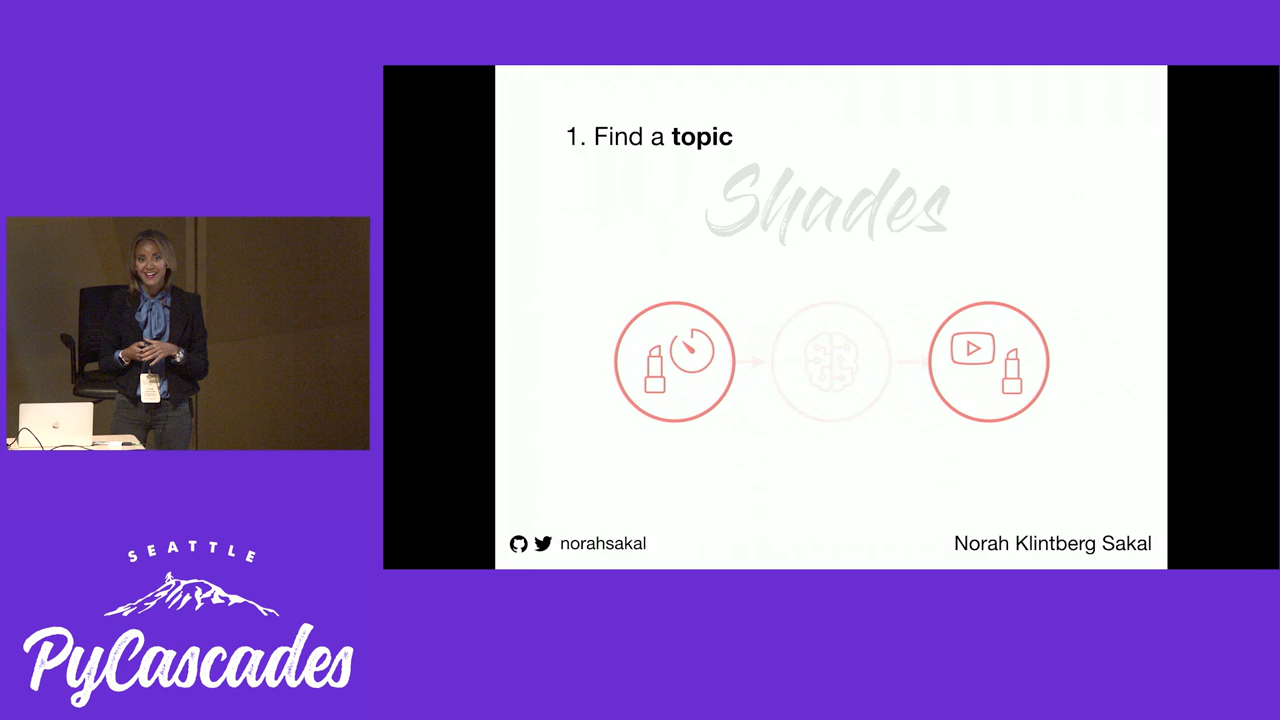 1. Find a topic
Shades
norahsakal
Norah Klintberg Sakal
SEATTLE
PyCascades